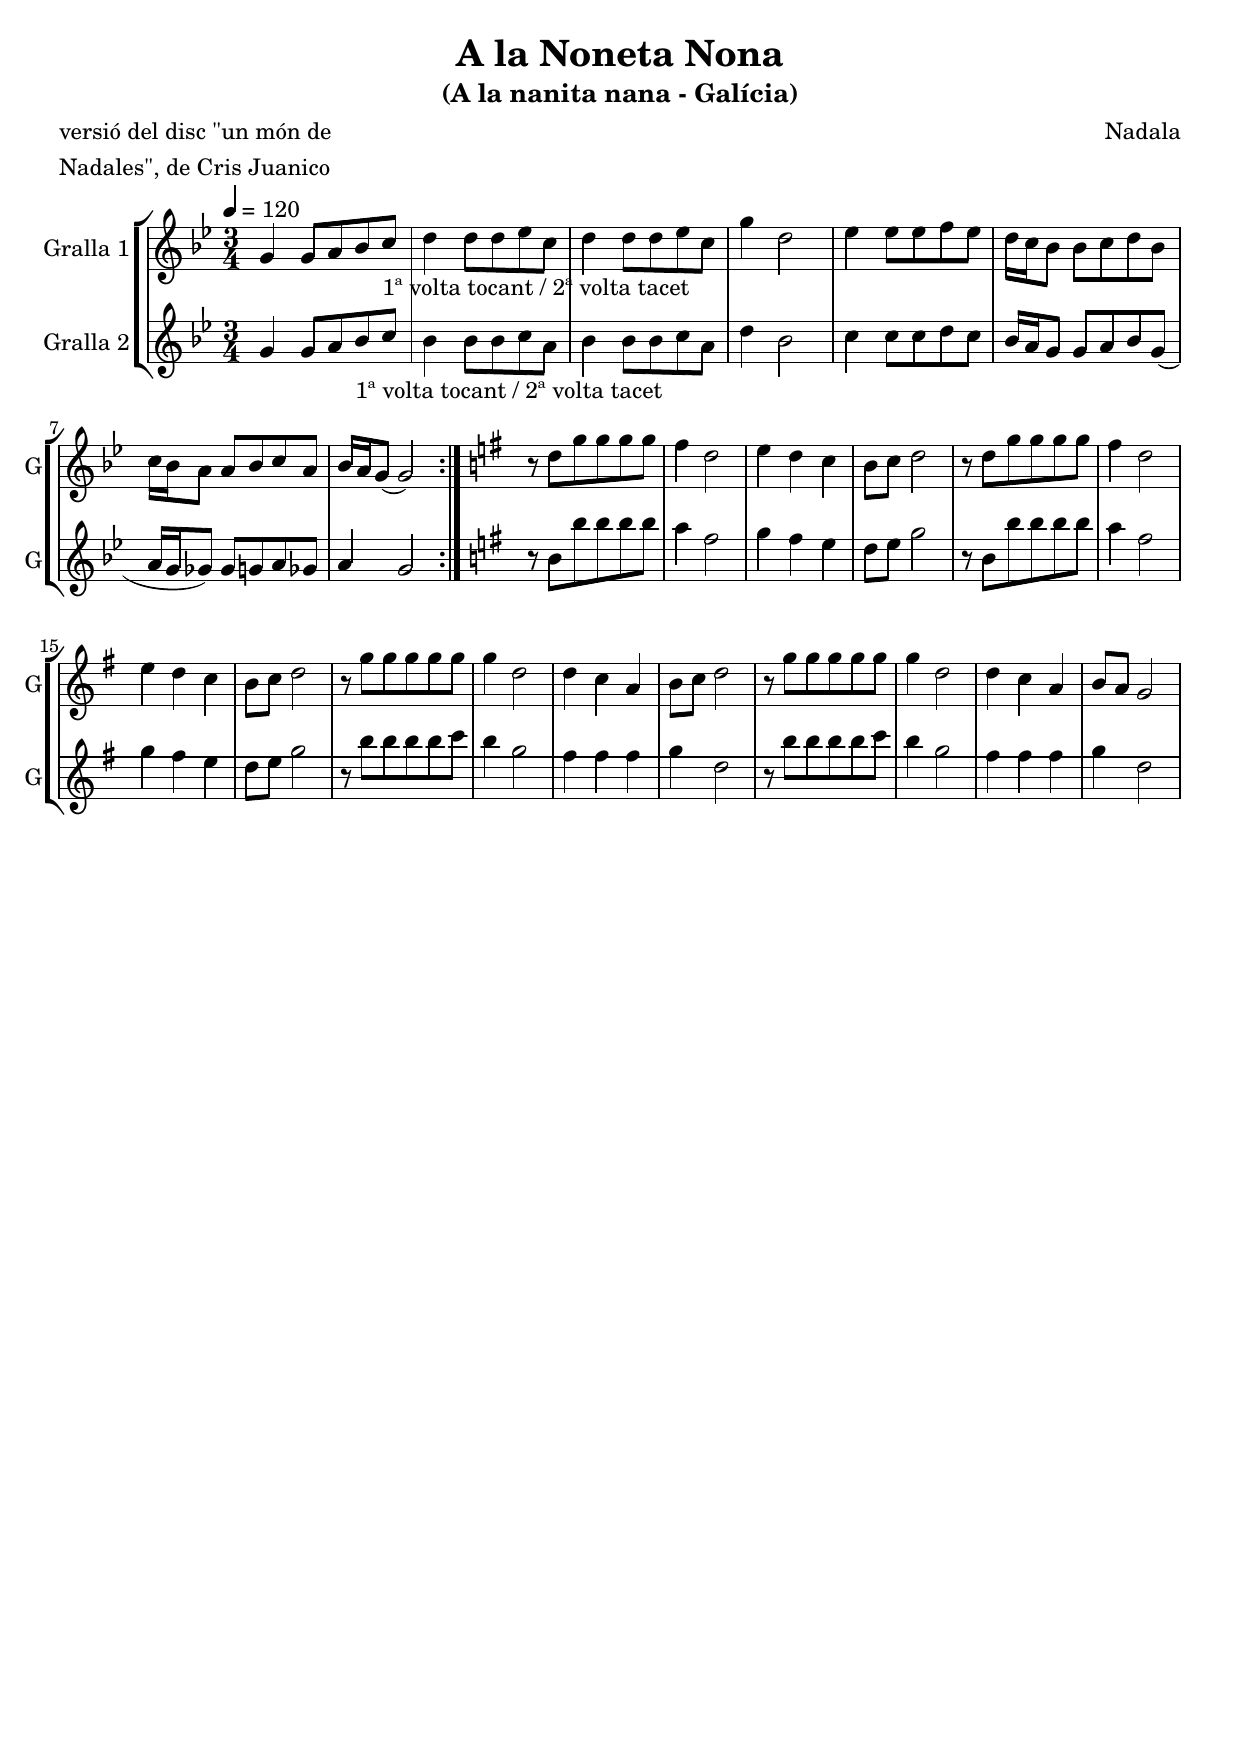 A la Noneta Nona
(A la nanita nana - Galícia)
versió del disc "un món de
Nadales", de Cris Juanico
Nadala
= 120
Gralla 1
3
4
1ª volta tocant / 2ª volta tacet
Gralla 2
3
4
1ª volta tocant / 2ª volta tacet
7
G
G
15
G
G